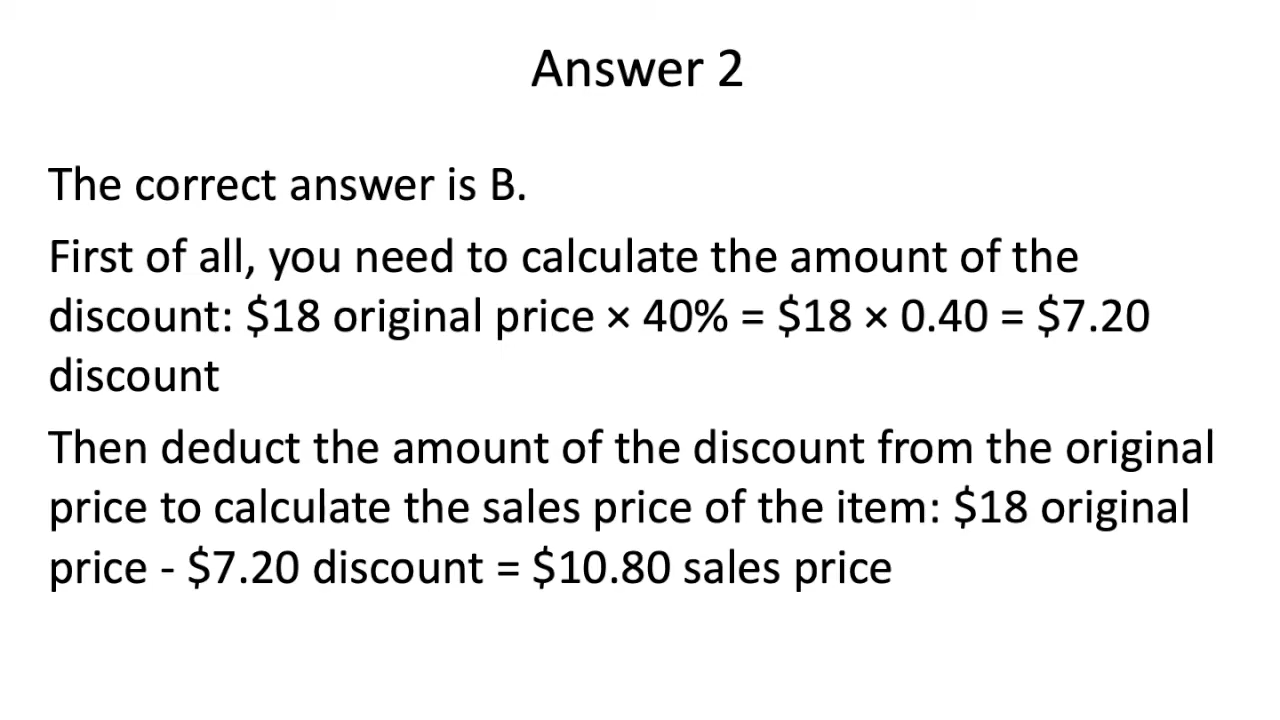 Answer 2
The correct answer is B.
First of all, you need to calculate the amount of the
discount: $18 original price × 40% = $18 × 0.40 = $7.20
discount
Then deduct the amount of the discount from the original
price to calculate the sales price of the item: $18 original
price - $7.20 discount = $10.80 sales price